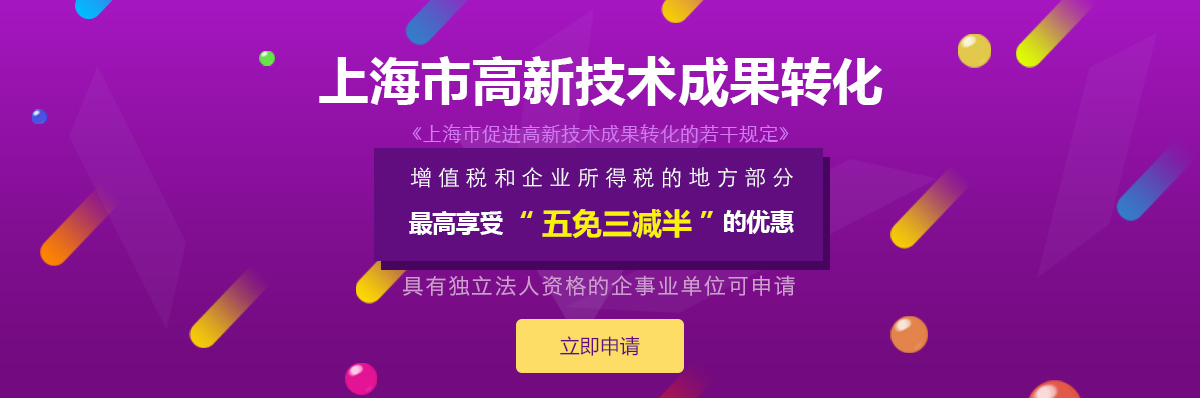 上海市高新技术成果转化
《上海市促进高新技术成果转化的若干规定》
增值税和企业所得税的地方部分
最高享受“五免三减半”的优惠
具有独立法人资格的企事业单位可申请
立即申请